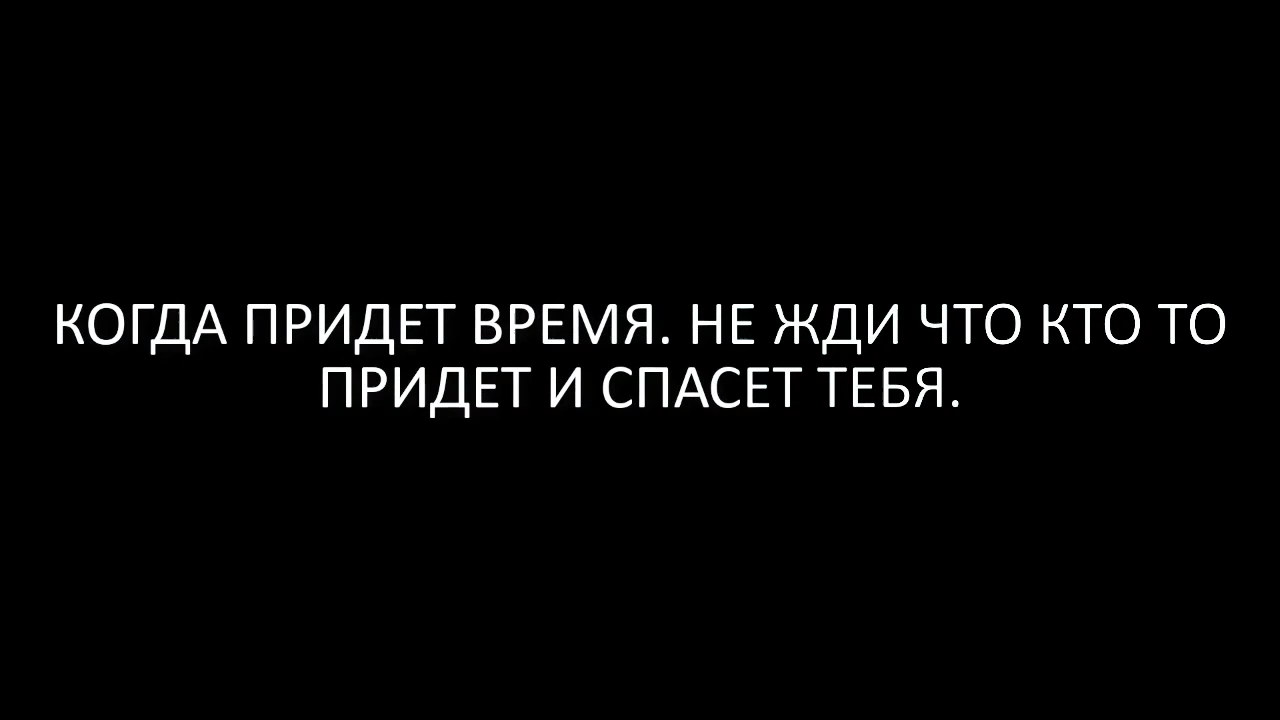 КОГДА ПРИДЕТ ВРЕМЯ. НЕ ЖДИ ЧТО КТО ТО
ПРИДЕТ И СПАСЕТ ТЕБЯ.